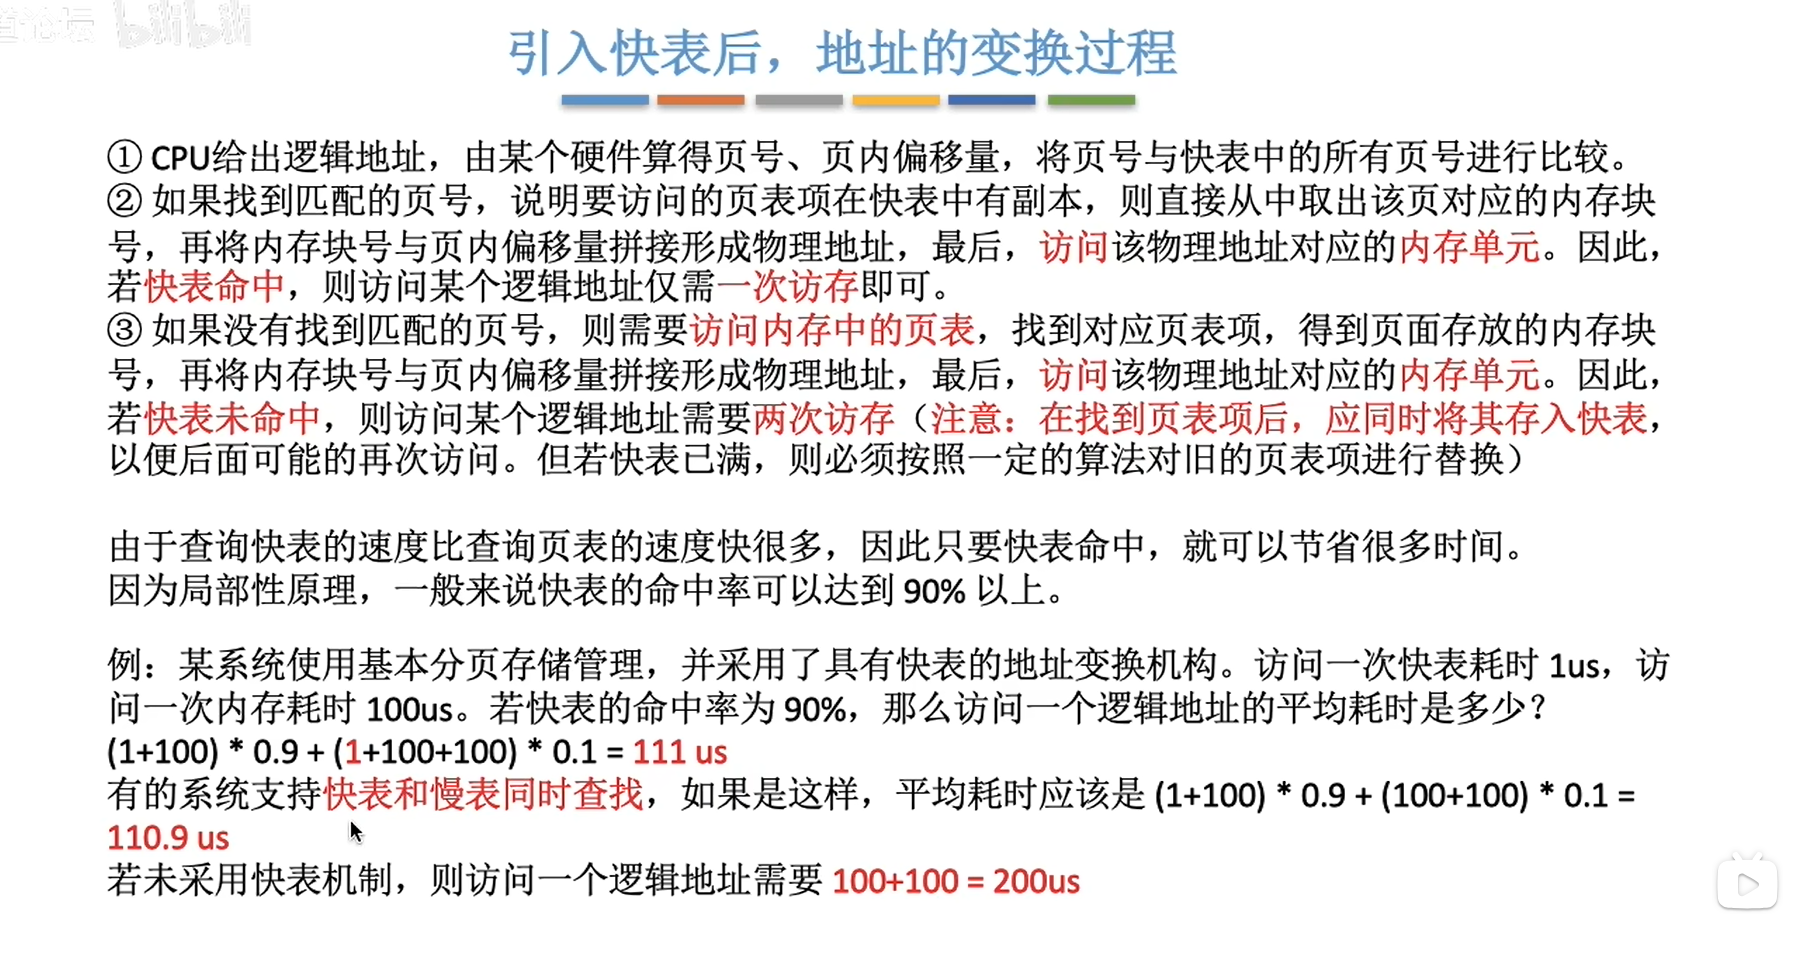 道论坛 bilibili
引入快表后，地址的变换过程
① CPU给出逻辑地址，由某个硬件算得页号、页内偏移量，将页号与快表中的所有页号进行比较。
② 如果找到匹配的页号，说明要访问的页表项在快表中有副本，则直接从中取出该页对应的内存块
号，再将内存块号与页内偏移量拼接形成物理地址，最后，访问该物理地址对应的内存单元。因此，
若快表命中，则访问某个逻辑地址仅需一次访存即可。
③ 如果没有找到匹配的页号，则需要访问内存中的页表，找到对应页表项，得到页面存放的内存块
号，再将内存块号与页内偏移量拼接形成物理地址，最后，访问该物理地址对应的内存单元。因此，
若快表未命中，则访问某个逻辑地址需要两次访存（注意：在找到页表项后，应同时将其存入快表，
以便后面可能的再次访问。但若快表已满，则必须按照一定的算法对旧的页表项进行替换）
由于查询快表的速度比查询页表的速度快很多，因此只要快表命中，就可以节省很多时间。
因为局部性原理，一般来说快表的命中率可以达到 90% 以上。
例：某系统使用基本分页存储管理，并采用了具有快表的地址变换机构。访问一次快表耗时 1us，访
问一次内存耗时 100us。若快表的命中率为 90%，那么访问一个逻辑地址的平均耗时是多少？
(1+100) * 0.9 + (1+100+100) * 0.1 = 111 us
有的系统支持快表和慢表同时查找，如果是这样，平均耗时应该是 (1+100) * 0.9 + (100+100) * 0.1 =
110.9 us
若未采用快表机制，则访问一个逻辑地址需要 100+100 = 200us